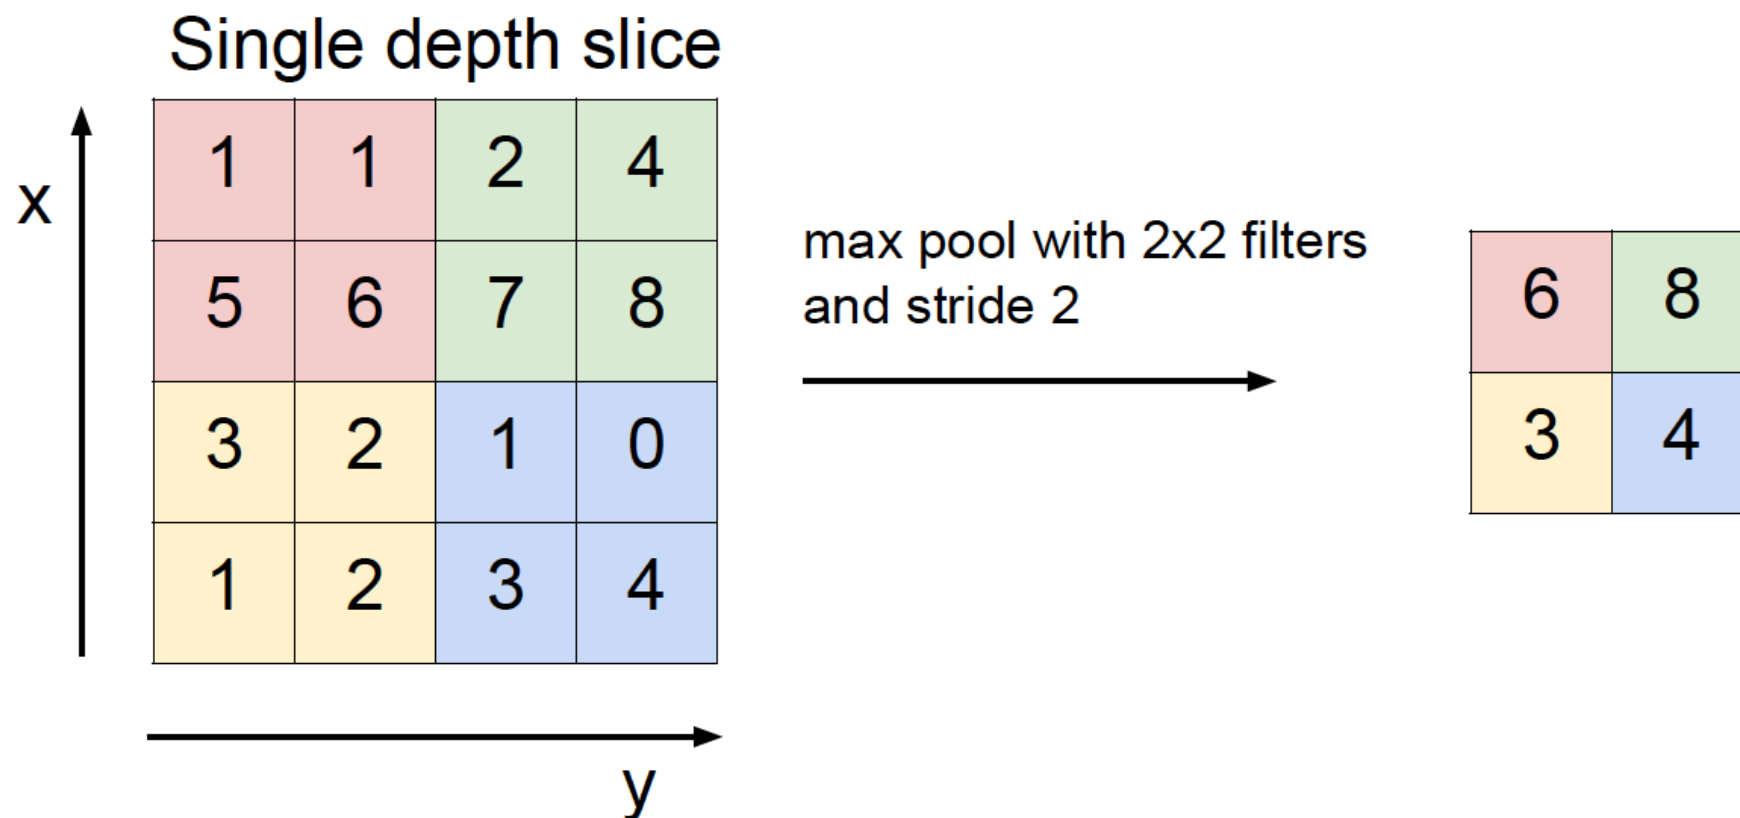 Single depth slice
x
1 1 2 4
5 6 7 8
3 2 1 0
1 2 3 4
y
max pool with 2x2 filters
and stride 2
6 8
3 4